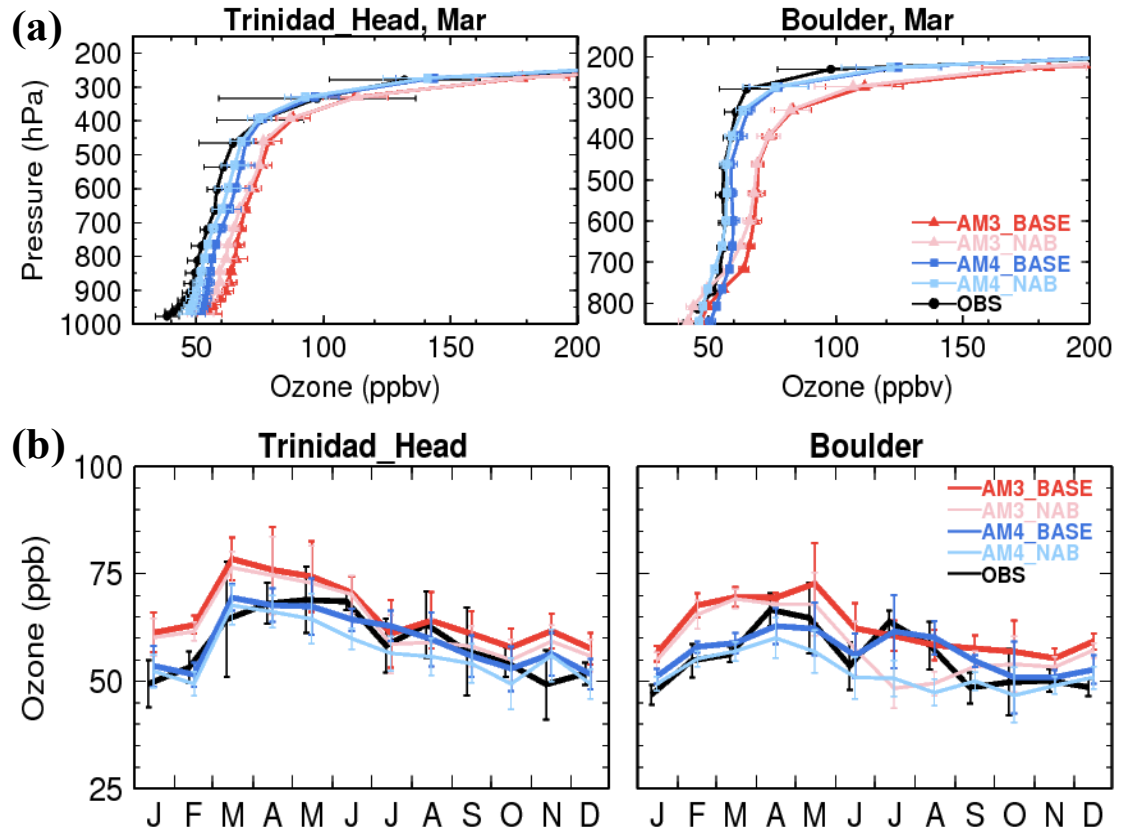 (a)
Trinidad_Head, Mar
Boulder, Mar
Pressure (hPa)
200
300
400
500
600
700
800
900
1000
50
100
150
200
Ozone (ppbv)
200
300
400
500
600
700
800
50
100
150
200
Ozone (ppbv)
AM3_BASE
AM3_NAB
AM4_BASE
AM4_NAB
OBS
(b)
Trinidad_Head
Boulder
Ozone (ppb)
100
75
50
25
J F M A M J J A S O N D
J F M A M J J A S O N D
AM3_BASE
AM3_NAB
AM4_BASE
AM4_NAB
OBS